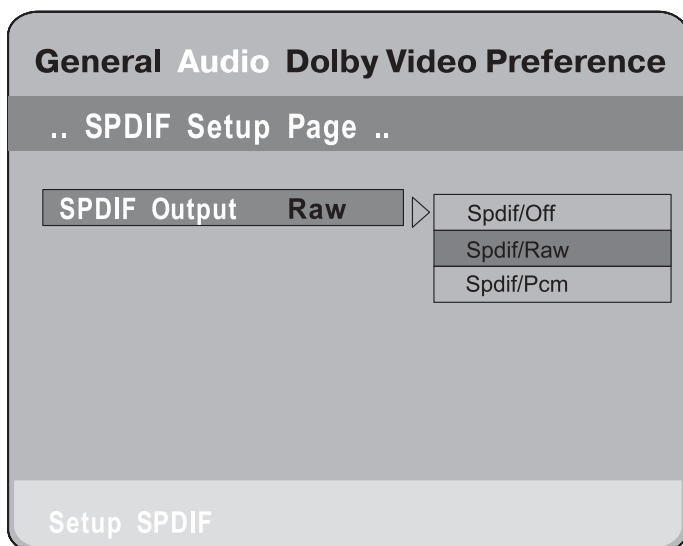 General Audio Dolby Video Preference
.. SPDIF Setup Page ..
SPDIF Output Raw
Spdif/Off
Spdif/Raw
Spdif/Pcm
Setup SPDIF